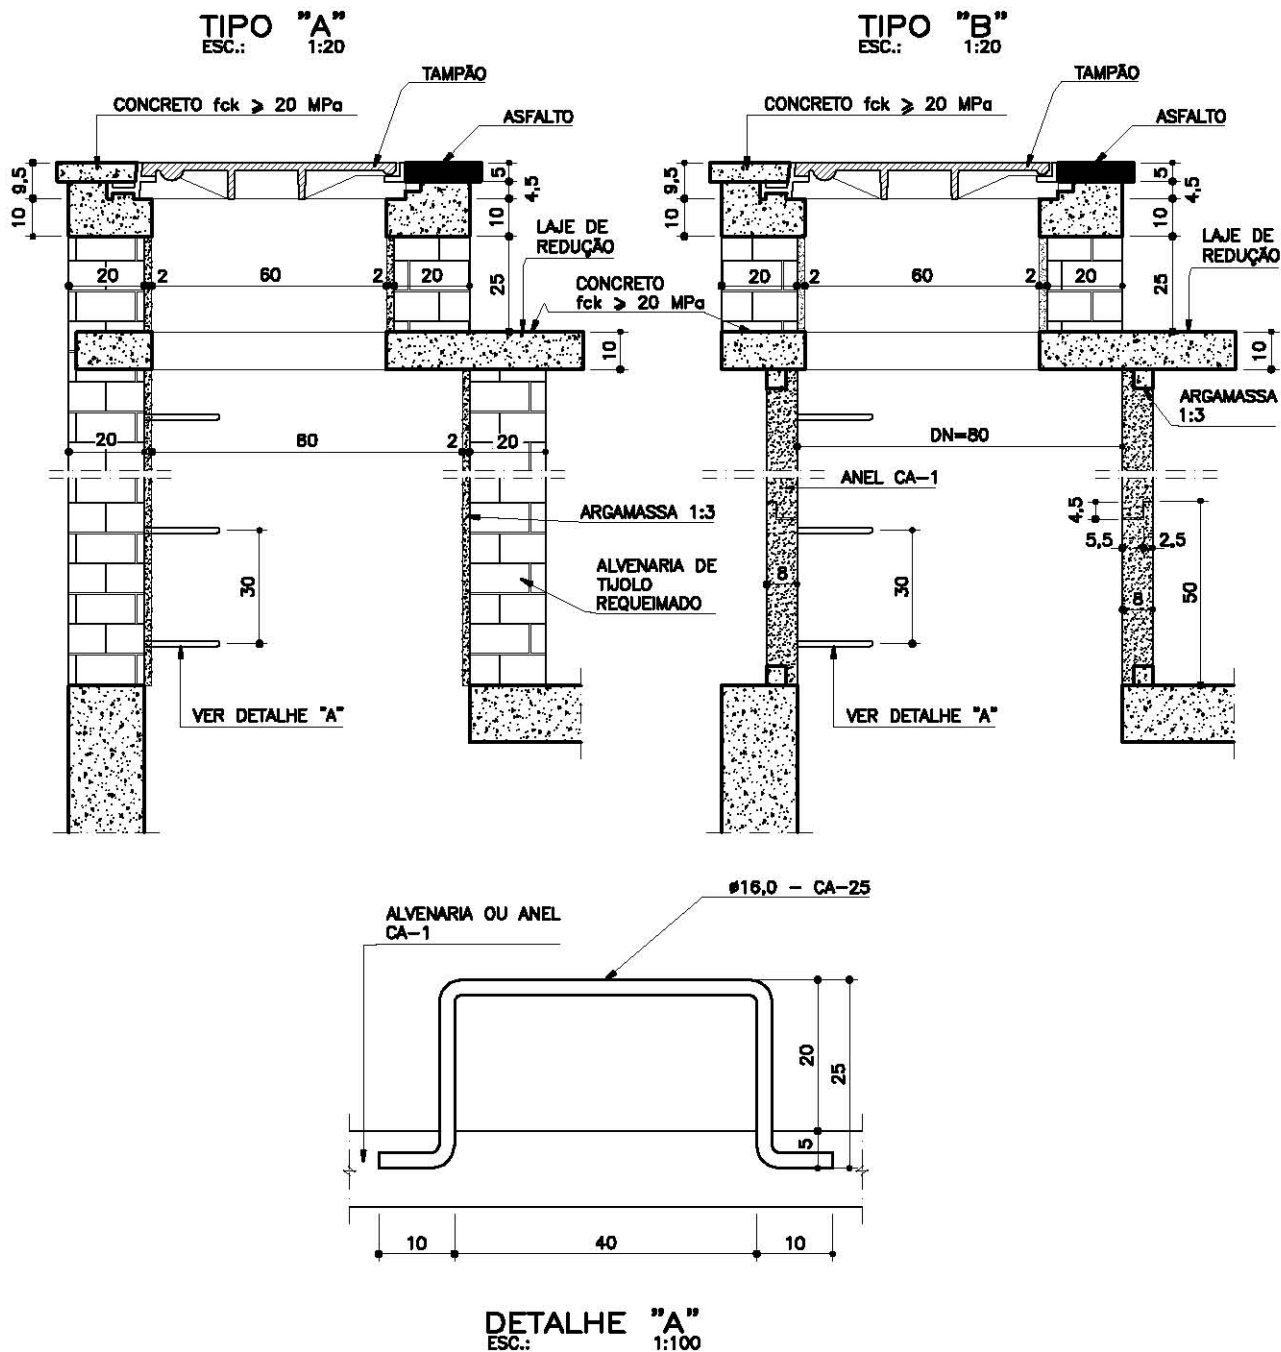 TIPO "A"
ESC.: 1:20
TAMPÃO
CONCRETO fck ⩾ 20 MPa
ASFALTO
9,5
10
5
4,5
10
25
LAJE DE
REDUÇÃO
CONCRETO
fck ⩾ 20 MPa
20 2 60 2 20
10
20 80 2 20
ARGAMASSA 1:3
30
ALVENARIA DE
TIJOLO
REQUEIMADO
VER DETALHE "A"
TIPO "B"
ESC.: 1:20
TAMPÃO
CONCRETO fck ⩾ 20 MPa
ASFALTO
9,5
10
5
4,5
10
25
LAJE DE
REDUÇÃO
20 2 60 2 20
10
ARGAMASSA
1:3
DN=80
ANEL CA-1
4,5
5,5 2,5
8
30
8
50
VER DETALHE "A"
ø16,0 - CA-25
ALVENARIA OU ANEL
CA-1
20
25
5
10 40 10
DETALHE "A"
ESC.: 1:100